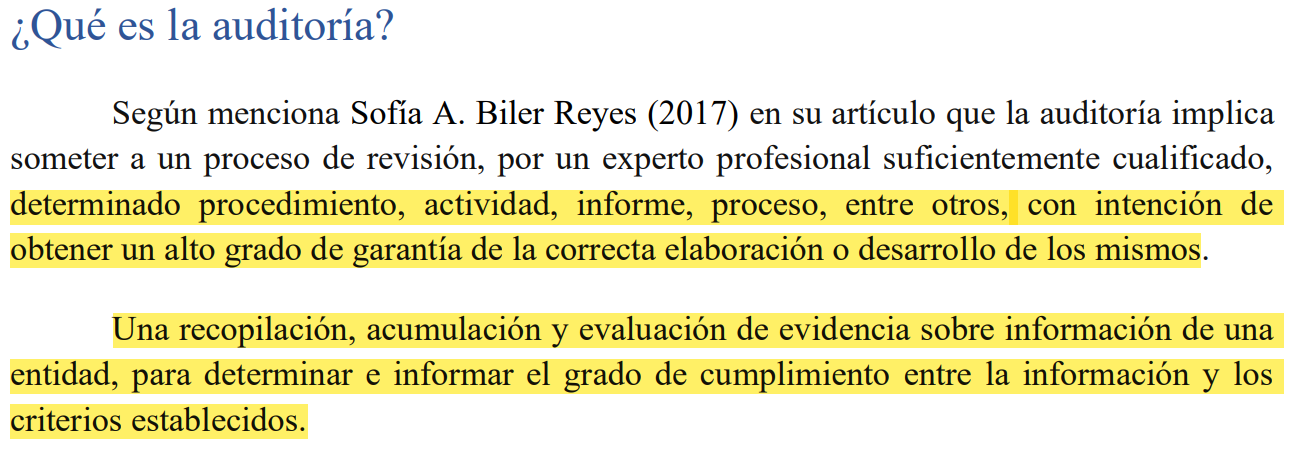 ¿Qué es la auditoría?
Según menciona Sofía A. Biler Reyes (2017) en su artículo que la auditoría implica
someter a un proceso de revisión, por un experto profesional suficientemente cualificado,
determinado procedimiento, actividad, informe, proceso, entre otros, con intención de
obtener un alto grado de garantía de la correcta elaboración o desarrollo de los mismos.
Una recopilación, acumulación y evaluación de evidencia sobre información de una
entidad, para determinar e informar el grado de cumplimiento entre la información y los
criterios establecidos.